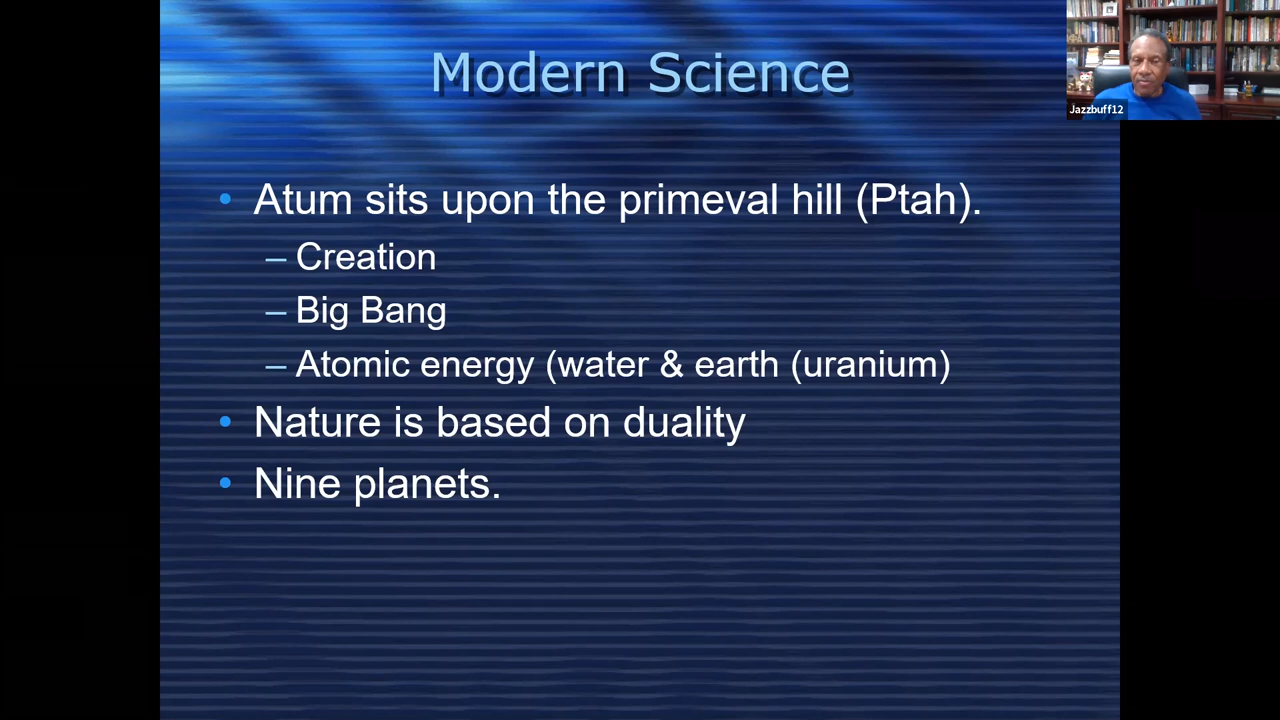 Modern Science
Jazzbuff12
• Atum sits upon the primeval hill (Ptah).
– Creation
– Big Bang
– Atomic energy (water & earth (uranium)
• Nature is based on duality
• Nine planets.